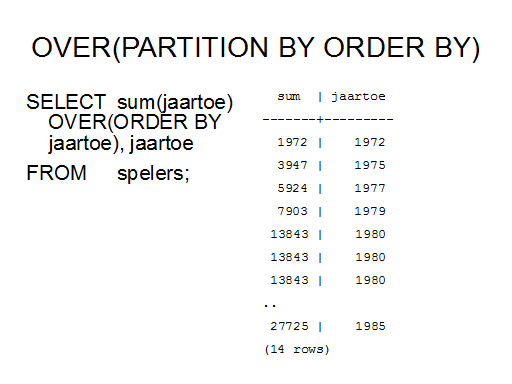 OVER(PARTITION BY ORDER BY)
SELECT sum(jaartoe)
OVER(ORDER BY
jaartoe), jaartoe
FROM spelers;
sum | jaartoe
-------+---------
1972 | 1972
3947 | 1975
5924 | 1977
7903 | 1979
13843 | 1980
13843 | 1980
13843 | 1980
..
27725 | 1985
(14 rows)